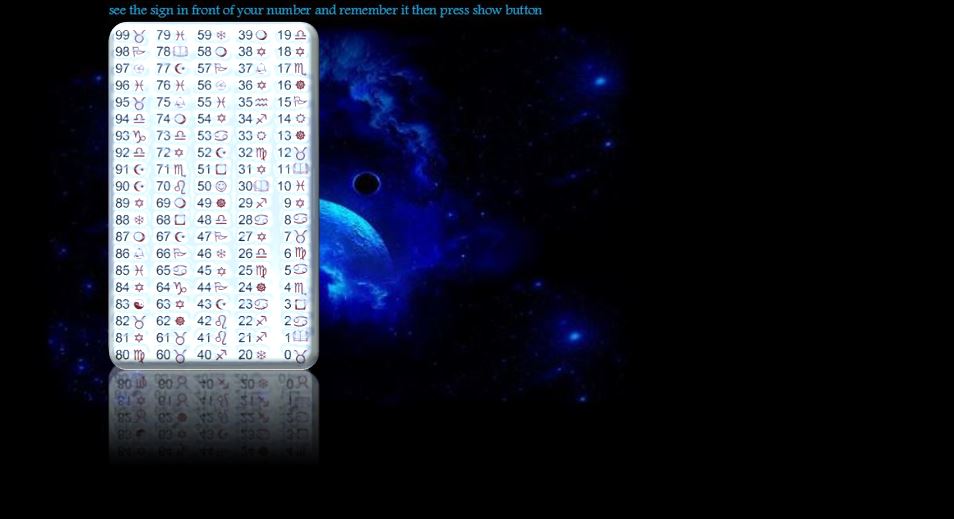 see the sign in front of your number and remember it then press show button
99 ♉ 79 ♓ 59 ❄ 39 ❍ 19 ♎
98 79 58 ❍ 38 ✡ 18 ✡
97 77 ☪ 57 37 17 ♏
96 ♓ 76 ♓ 56 36 ✡ 16 ☸
95 ♉ 75 55 ♓ 35 ♒ 15
94 ♎ 74 ❍ 54 ✡ 34 ♐ 14
93 ♑ 73 ♎ 53 ♋ 33 13 ☸
92 ♎ 72 ✡ 52 ☪ 32 ♍ 12 ♉
91 ☪ 71 ♏ 51 31 ✡ 11
90 ☪ 70 ♌ 50 ☺ 30 10 ♓
89 ✡ 69 ❍ 49 ☸ 29 ♐ 9 ✡
88 ❄ 68 48 ♎ 28 ♋ 8 ♋
87 ❍ 67 ☪ 47 27 ✡ 7 ♉
86 66 46 ❄ 26 ♎ 6 ♍
85 ♓ 65 ♋ 45 ✡ 25 ♍ 5 ♋
84 ✡ 64 ♑ 44 24 ☸ 4 ♏
83 ☯ 63 ✡ 43 ☪ 23 ♋ 3
82 ♉ 62 ☸ 42 ♌ 22 ♐ 2 ♋
81 ✡ 61 ♉ 41 ♌ 21 ♐ 1
80 ♍ 60 ♉ 40 ♐ 20 ❄ 0 ♉